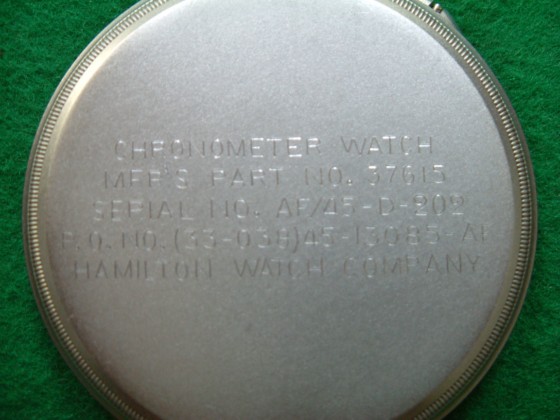 CHRONOMETER WATCH
MFR'S PART NO. 37615
SERIAL NO. AF/45-D-202
P.O. NO. (33-038)45-13085-AF
HAMILTON WATCH COMPANY